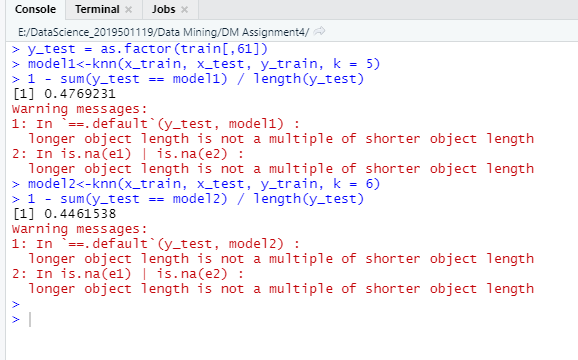 Console Terminal × Jobs ×
E:/DataScience_2019501119/Data Mining/DM Assignment4/
> y_test = as.factor(train[,61])
> model1<-knn(x_train, x_test, y_train, k = 5)
> 1 - sum(y_test == model1) / length(y_test)
[1] 0.4769231
Warning messages:
1: In `==.default`(y_test, model1) :
  longer object length is not a multiple of shorter object length
2: In is.na(e1) | is.na(e2) :
  longer object length is not a multiple of shorter object length
> model2<-knn(x_train, x_test, y_train, k = 6)
> 1 - sum(y_test == model2) / length(y_test)
[1] 0.4461538
Warning messages:
1: In `==.default`(y_test, model2) :
  longer object length is not a multiple of shorter object length
2: In is.na(e1) | is.na(e2) :
  longer object length is not a multiple of shorter object length
>
>